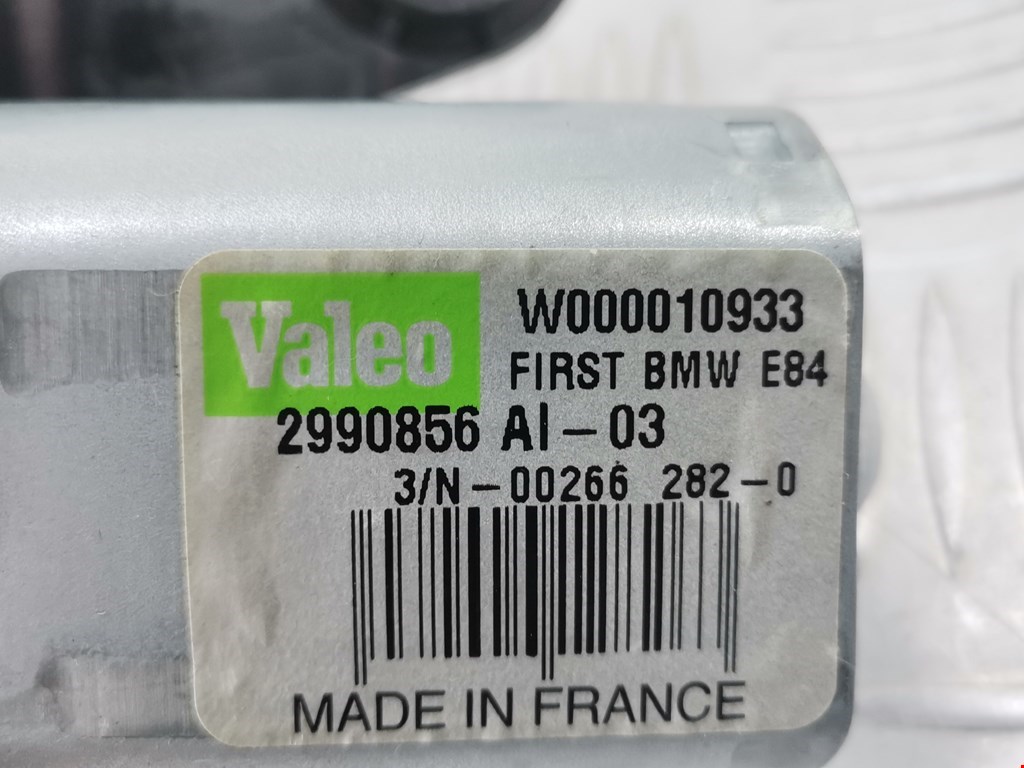 Valeo
W000010933
FIRST BMW E84
2990856 AI-03
3/N-00266 282-0
MADE IN FRANCE